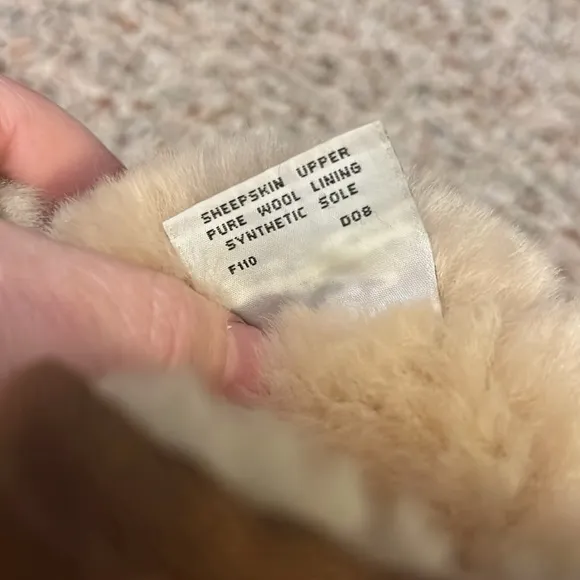 SHEEPSKIN UPPER
PURE WOOL LINING
SYNTHETIC SOLE
D08
F110